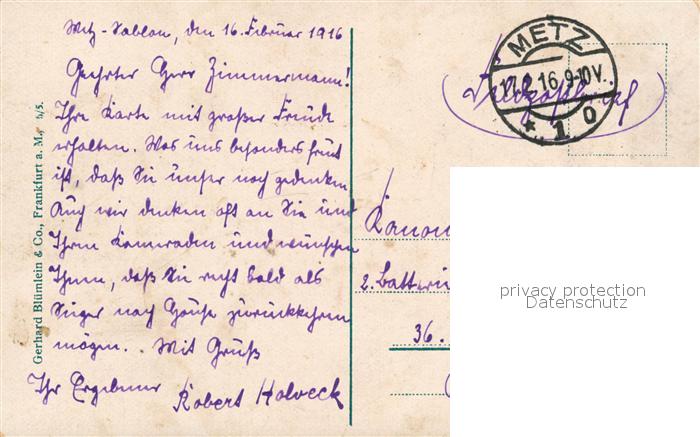 Metz-Sablon, den 16. Februar 1916
Geehrter Herr Zimmermann!
Ihre Karte mit großer Freude
erhalten. Was uns besonders freut
ist, daß Sie unser noch gedenken
Auch wir denken oft an Sie und
Ihren Kameraden und wünschen
Ihnen, daß Sie recht bald als
Sieger nach Hause zurückkehren
mögen. Mit Gruß
Ihr Ergebener Robert Holveck
Gerhard Blümlein & Co., Frankfurt a. M., 4/5.
METZ
17.2.16 9-10V.
* 1 o
Feldpostbrief
Kanon
2. Batterie
36.
privacy protection
Datenschutz